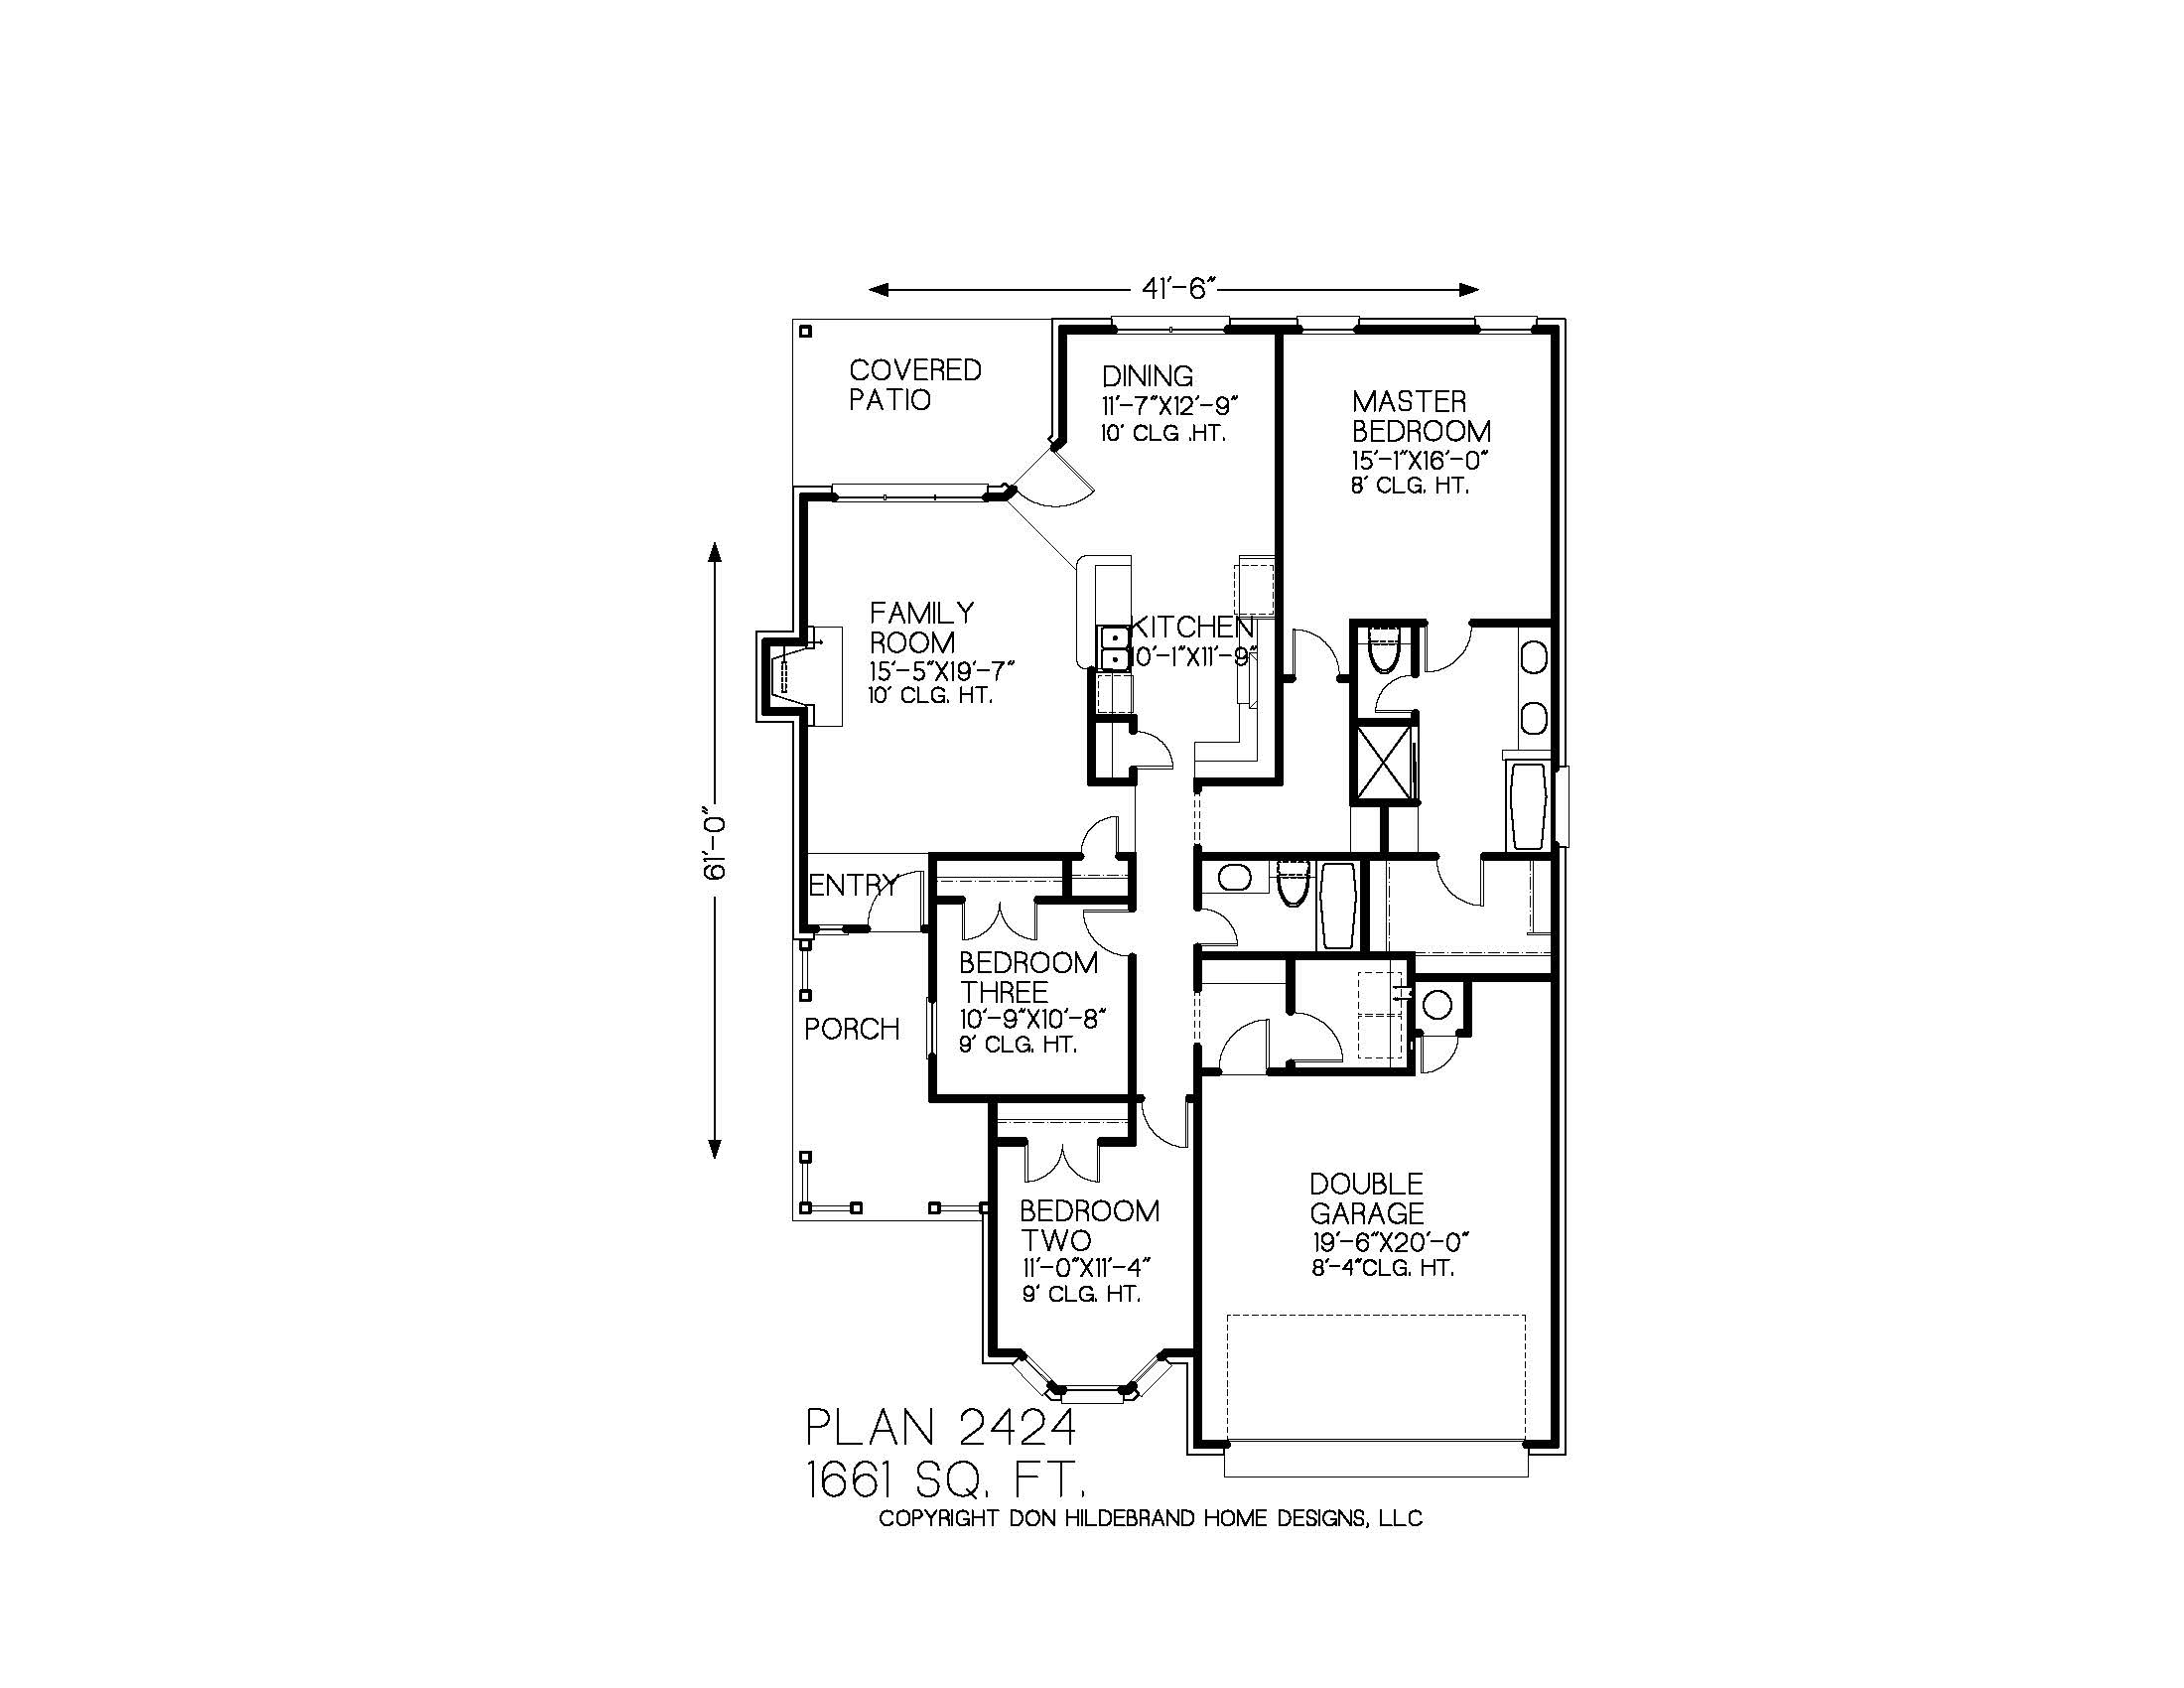 41'-6"
COVERED
PATIO
DINING
11'-7"X12'-9"
10' CLG .HT.
MASTER
BEDROOM
15'-1"X16'-0"
8' CLG. HT.
FAMILY
ROOM
15'-5"X19'-7"
10' CLG. HT.
KITCHEN
10'-1"X11'-9"
61'-0"
ENTRY
BEDROOM
THREE
10'-9"X10'-8"
9' CLG. HT.
PORCH
BEDROOM
TWO
11'-0"X11'-4"
9' CLG. HT.
DOUBLE
GARAGE
19'-6"X20'-0"
8'-4"CLG. HT.
PLAN 2424
1661 SQ. FT.
COPYRIGHT DON HILDEBRAND HOME DESIGNS, LLC